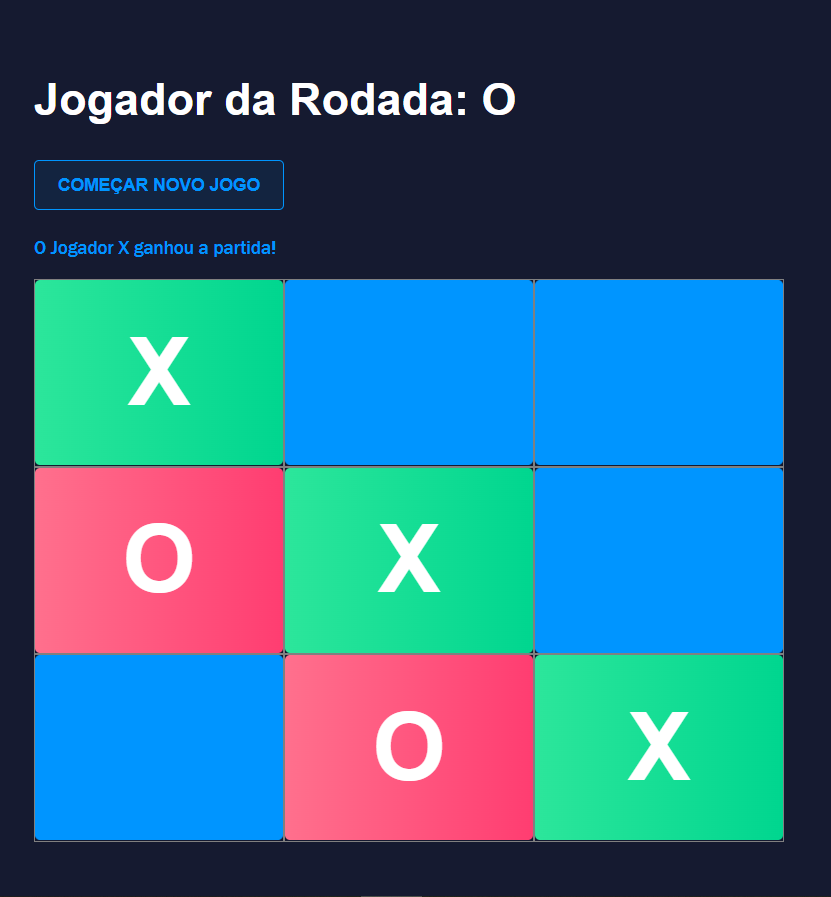 Jogador da Rodada: O
COMEÇAR NOVO JOGO
O Jogador X ganhou a partida!
X
O X
O X